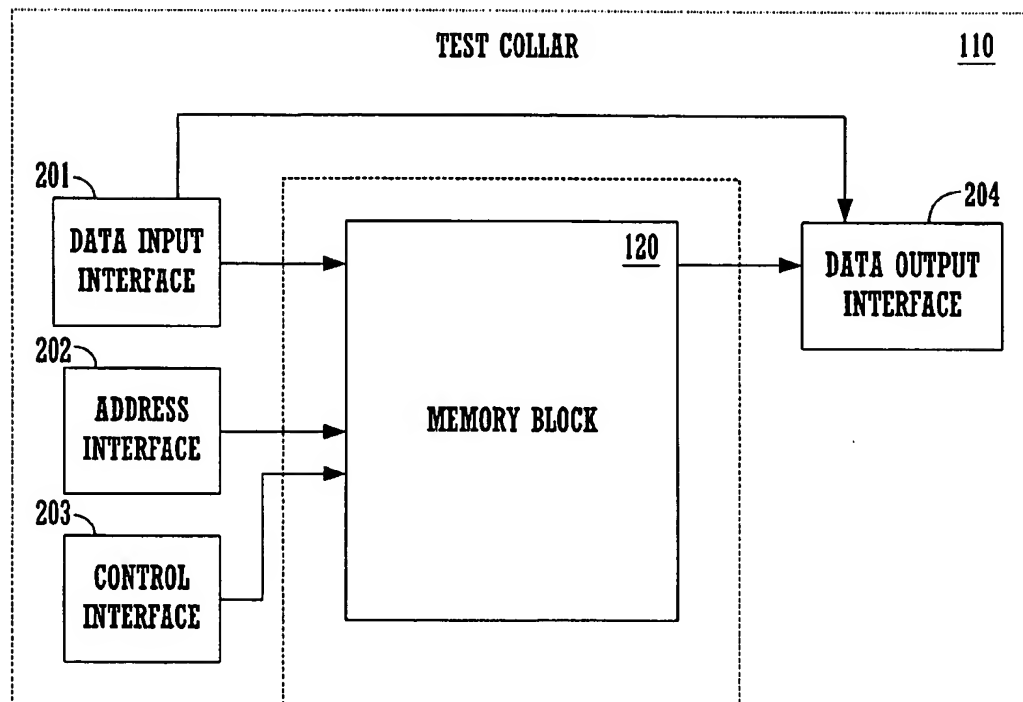 TEST COLLAR
110
201
DATA INPUT
INTERFACE
204
DATA OUTPUT
INTERFACE
120
MEMORY BLOCK
202
ADDRESS
INTERFACE
203
CONTROL
INTERFACE